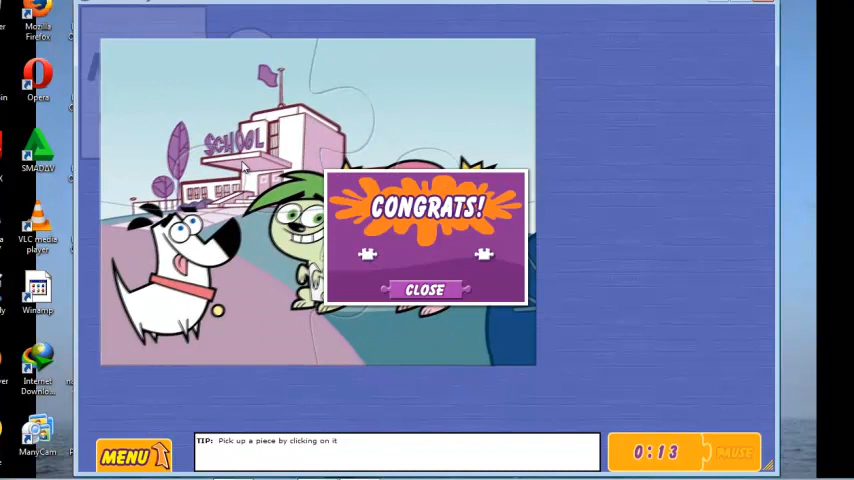 Mozilla
Firefox
Opera
SMADAV
VLC media
player
Winamp
Internet
Downlo...
ManyCam
SCHOOL
CONGRATS!
CLOSE
MENU
TIP: Pick up a piece by clicking on it
0:13
PAUSE